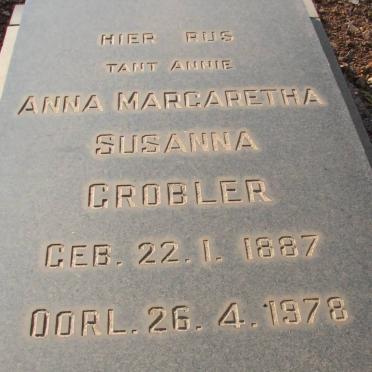 HIER RUS
TANT ANNIE
ANNA MARGARETHA
SUSANNA
GROBLER
GEB. 22. 1. 1887
OORL. 26. 4. 1978